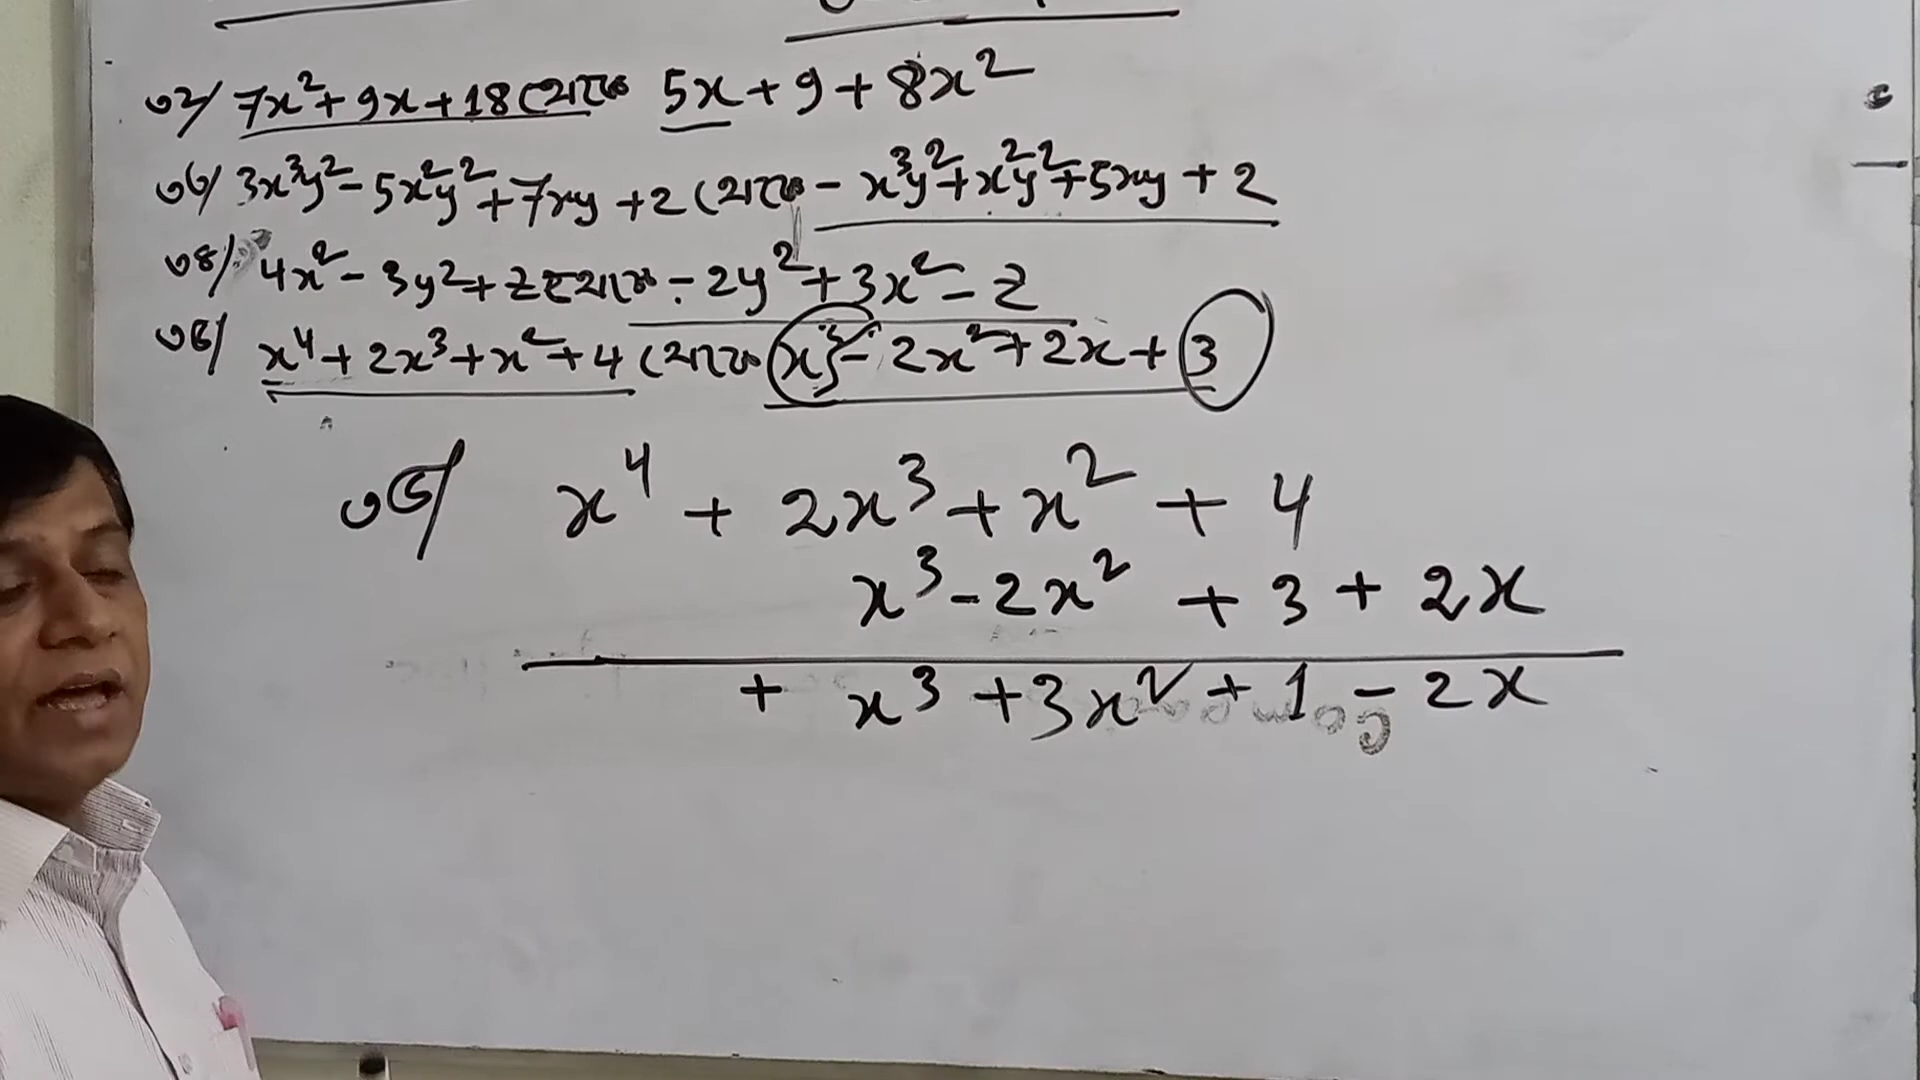 ০২/ 7x² + 9x + 18 থেকে 5x + 9 + 8x²
০৩/ 3x³y² - 5x²y² + 7xy + 2 থেকে - x³y² + x²y² + 5xy + 2
০৪/ 4x² - 3y² + z থেকে - 2y² + 3x² - z
০৫/ x⁴ + 2x³ + x² + 4 থেকে x³ - 2x² + 2x + 3
০৫/ x⁴ + 2x³ + x² + 4
x³ - 2x² + 3 + 2x
+ x³ + 3x² + 1 - 2x